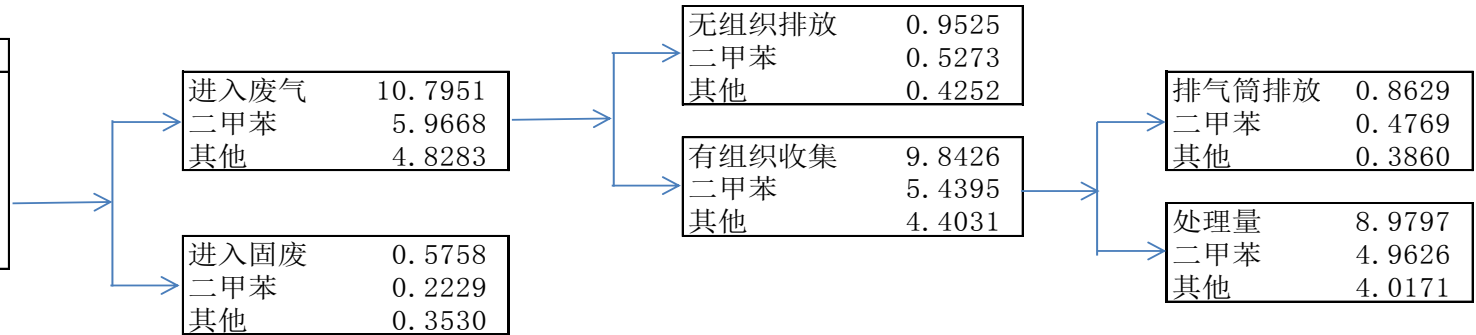 进入废气 10.7951
二甲苯 5.9668
其他 4.8283
进入固废 0.5758
二甲苯 0.2229
其他 0.3530
无组织排放 0.9525
二甲苯 0.5273
其他 0.4252
有组织收集 9.8426
二甲苯 5.4395
其他 4.4031
排气筒排放 0.8629
二甲苯 0.4769
其他 0.3860
处理量 8.9797
二甲苯 4.9626
其他 4.0171